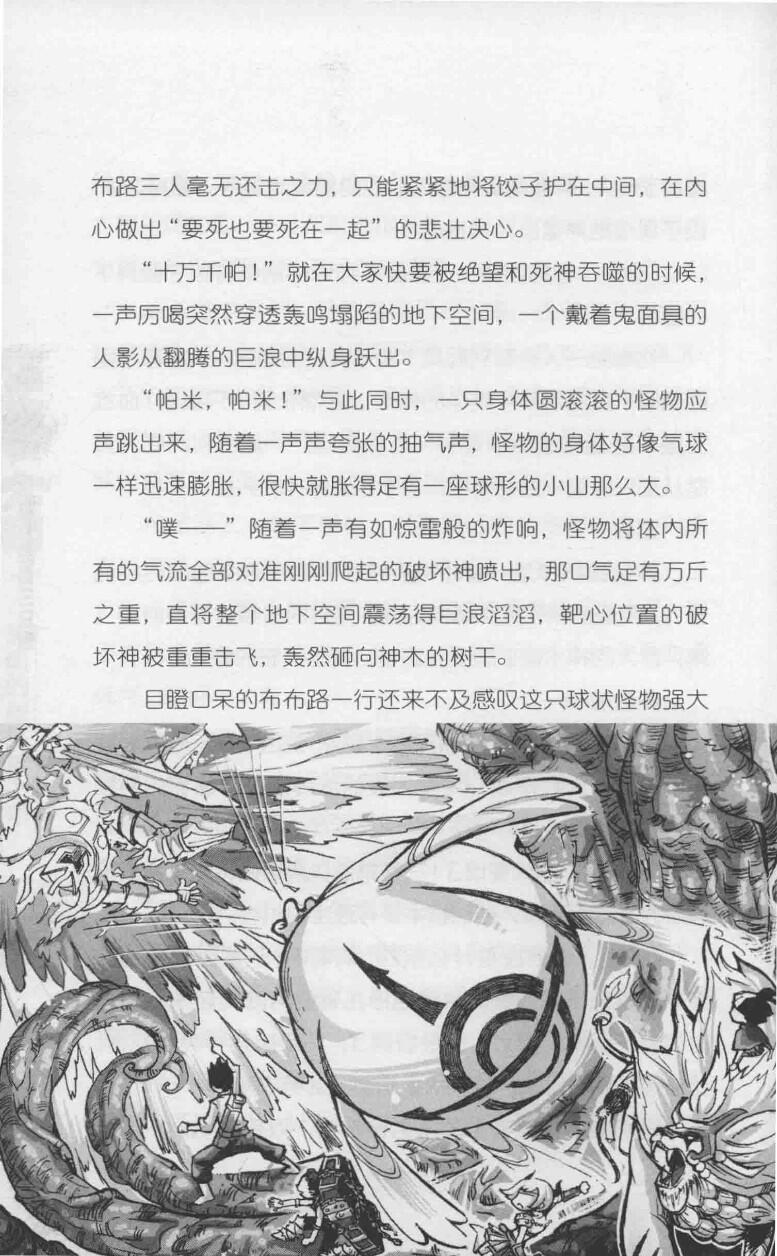 布路三人毫无还击之力，只能紧紧地将饺子护在中间，在内
心做出“要死也要死在一起”的悲壮决心。
“十万千帕！”就在大家快要被绝望和死神吞噬的时候，
一声厉喝突然穿透轰鸣塌陷的地下空间，一个戴着鬼面具的
人影从翻腾的巨浪中纵身跃出。
“帕米，帕米！”与此同时，一只身体圆滚滚的怪物应
声跳出来，随着一声声夸张的抽气声，怪物的身体好像气球
一样迅速膨胀，很快就胀得足有一座球形的小山那么大。
“噗——”随着一声有如惊雷般的炸响，怪物将体内所
有的气流全部对准刚刚爬起的破坏神喷出，那口气足有万斤
之重，直将整个地下空间震荡得巨浪滔滔，靶心位置的破
坏神被重重击飞，轰然砸向神木的树干。
目瞪口呆的布布路一行还来不及感叹这只球状怪物强大